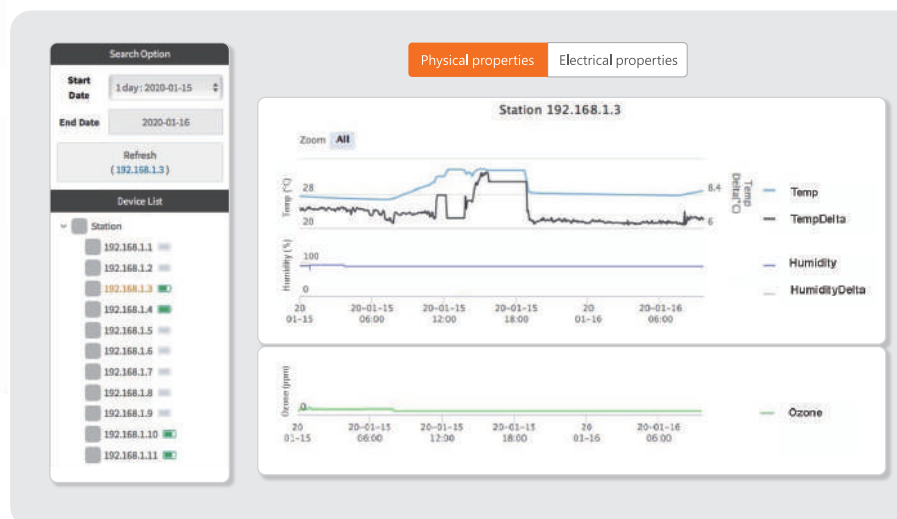 Search Option
Start
Date
1 day : 2020-01-15
End Date
2020-01-16
Refresh
( 192.168.1.3 )
Device List
Station
192.168.1.1
192.168.1.2
192.168.1.3
192.168.1.4
192.168.1.5
192.168.1.6
192.168.1.7
192.168.1.8
192.168.1.9
192.168.1.10
192.168.1.11
Physical properties
Electrical properties
Station 192.168.1.3
Zoom All
Temp (°C)
28
20
8.4
6
Temp
Delta(°C)
Temp
TempDelta
Humidity (%)
100
0
Humidity
HumidityDelta
20 20-01-15 20-01-15 20-01-15 20 20-01-16
01-15 06:00 12:00 18:00 01-16 06:00
Ozone (ppm)
0
Ozone
20 20-01-15 20-01-15 20-01-15 20 20-01-16
01-15 06:00 12:00 18:00 01-16 06:00